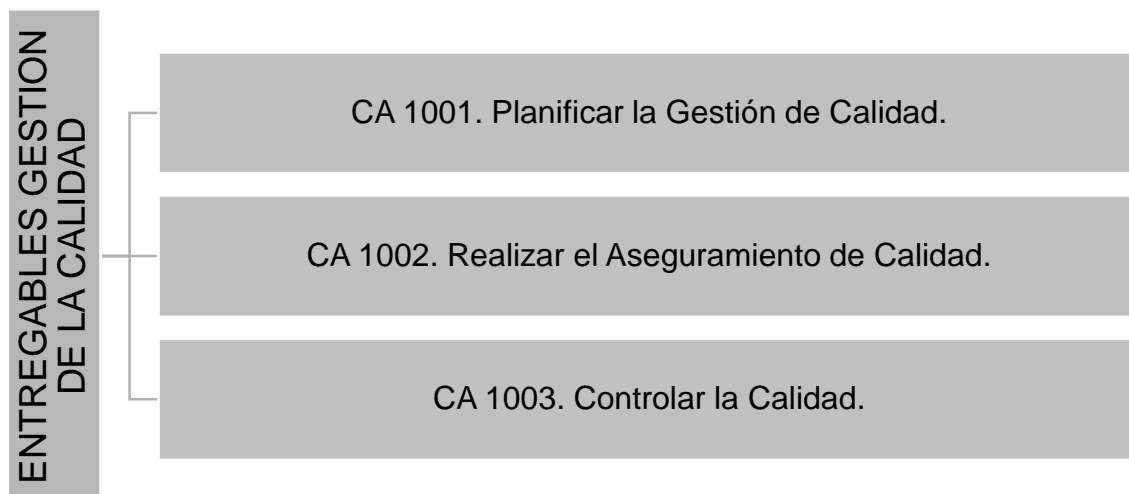 ENTREGABLES GESTION
DE LA CALIDAD
CA 1001. Planificar la Gestión de Calidad.
CA 1002. Realizar el Aseguramiento de Calidad.
CA 1003. Controlar la Calidad.